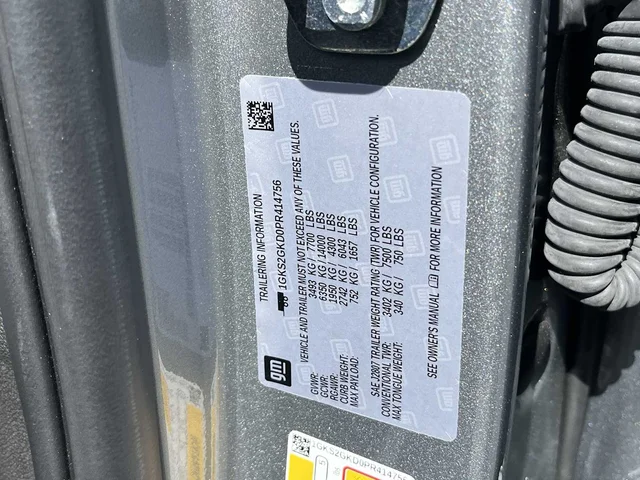 TRAILERING INFORMATION
1GKS2GKD0PR414756
VEHICLE AND TRAILER MUST NOT EXCEED ANY OF THESE VALUES.
GVWR: 3493 KG / 7700 LBS
GCWR: 6350 KG / 14000 LBS
RGAWR: 1950 KG / 4300 LBS
CURB WEIGHT: 2742 KG / 6043 LBS
MAX PAYLOAD: 752 KG / 1657 LBS
SAE J2807 TRAILER WEIGHT RATING (TWR) FOR VEHICLE CONFIGURATION.
CONVENTIONAL TWR: 3402 KG / 7500 LBS
MAX TONGUE WEIGHT: 340 KG / 750 LBS
SEE OWNER'S MANUAL FOR MORE INFORMATION
gm
1GKS2GKD0PR414756